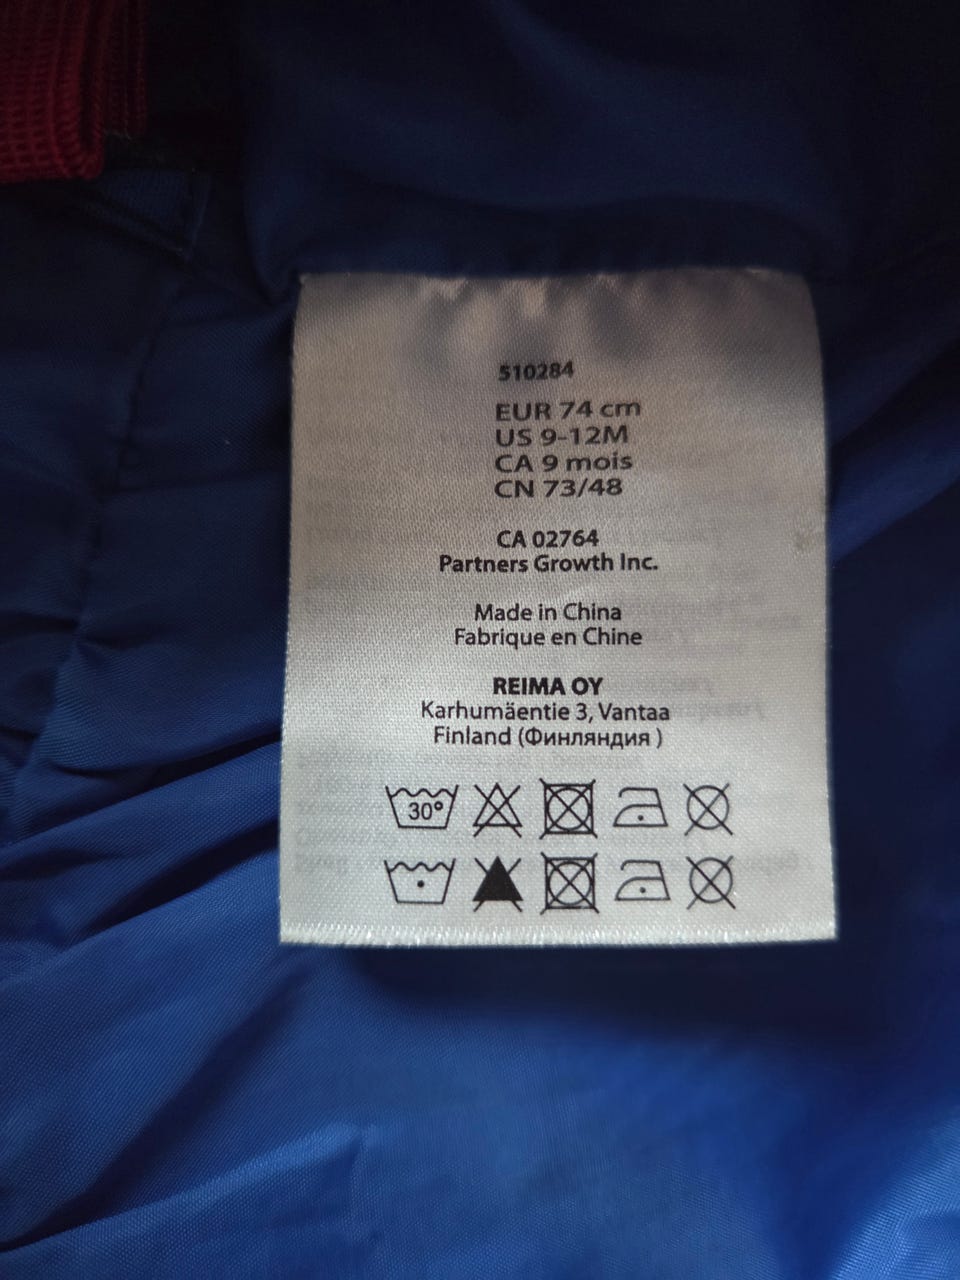 510284
EUR 74 cm
US 9-12M
CA 9 mois
CN 73/48
CA 02764
Partners Growth Inc.
Made in China
Fabrique en Chine
REIMA OY
Karhumäentie 3, Vantaa
Finland (Финляндия )
30°